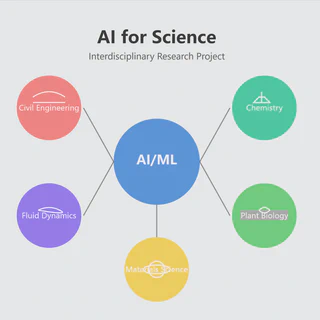 AI for Science
Interdisciplinary Research Project
Civil Engineering
Chemistry
AI/ML
Fluid Dynamics
Plant Biology
Materials Science